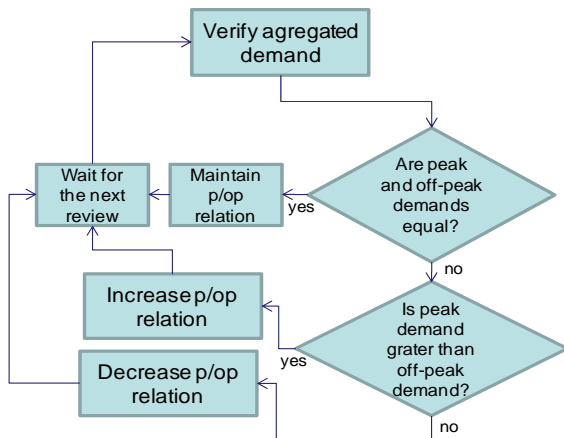 Verify agregated
demand
Are peak
and off-peak
demands
equal?
yes
Maintain
p/op
relation
Wait for
the next
review
no
Is peak
demand
grater than
off-peak
demand?
yes
Increase p/op
relation
no
Decrease p/op
relation